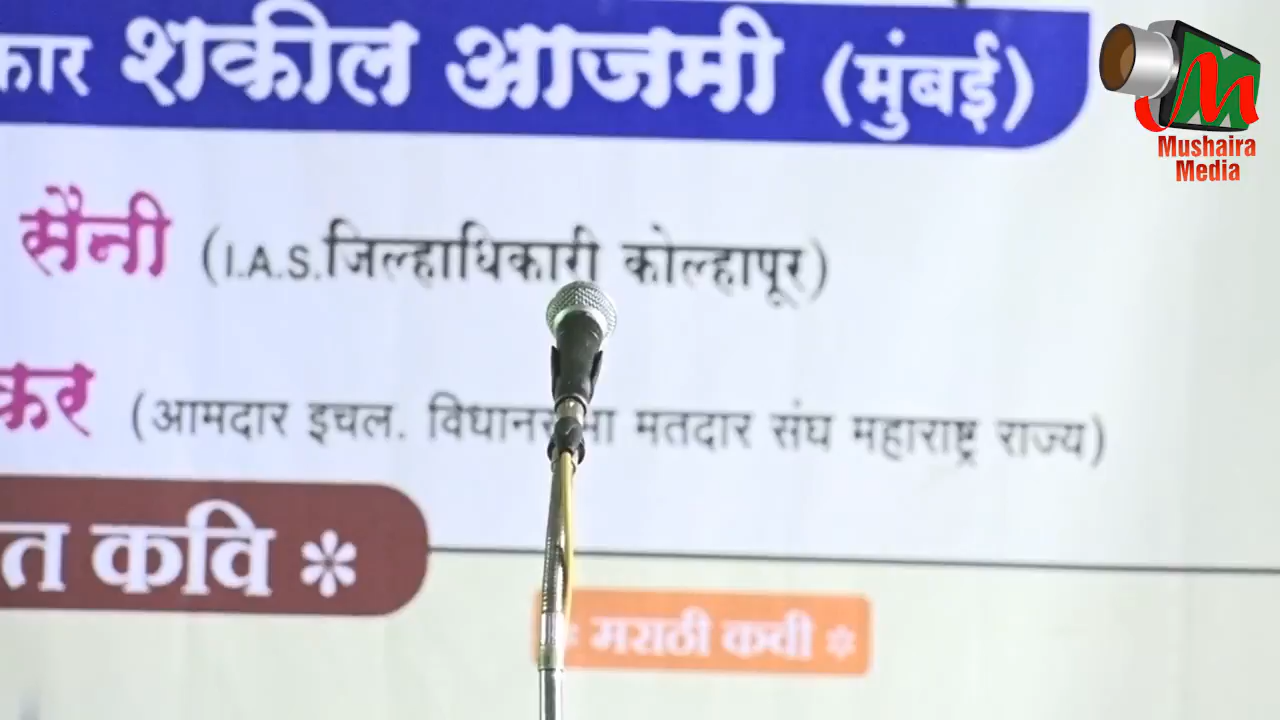 कार शकील आजमी (मुंबई)
Mushaira
Media
सैनी (I.A.S.जिल्हाधिकारी कोल्हापूर)
कर (आमदार इचल. विधानसभा मतदार संघ महाराष्ट्र राज्य)
त कवि *
* मराठी कवी *